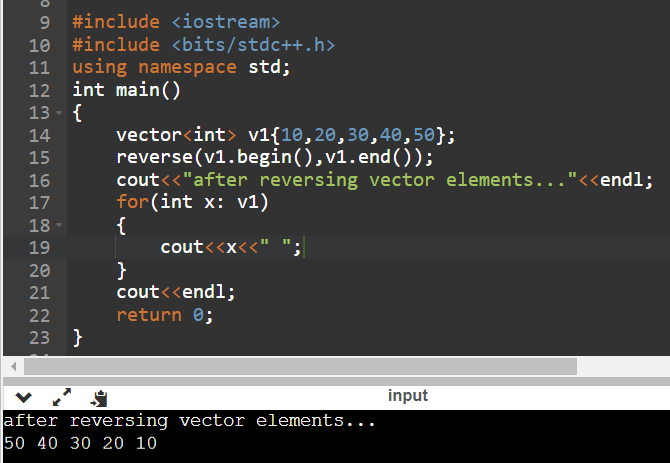 9 #include <iostream>
10 #include <bits/stdc++.h>
11 using namespace std;
12 int main()
13 {
14     vector<int> v1{10,20,30,40,50};
15     reverse(v1.begin(),v1.end());
16     cout<<"after reversing vector elements..."<<endl;
17     for(int x: v1)
18     {
19         cout<<x<<" ";
20     }
21     cout<<endl;
22     return 0;
23 }
input
after reversing vector elements...
50 40 30 20 10